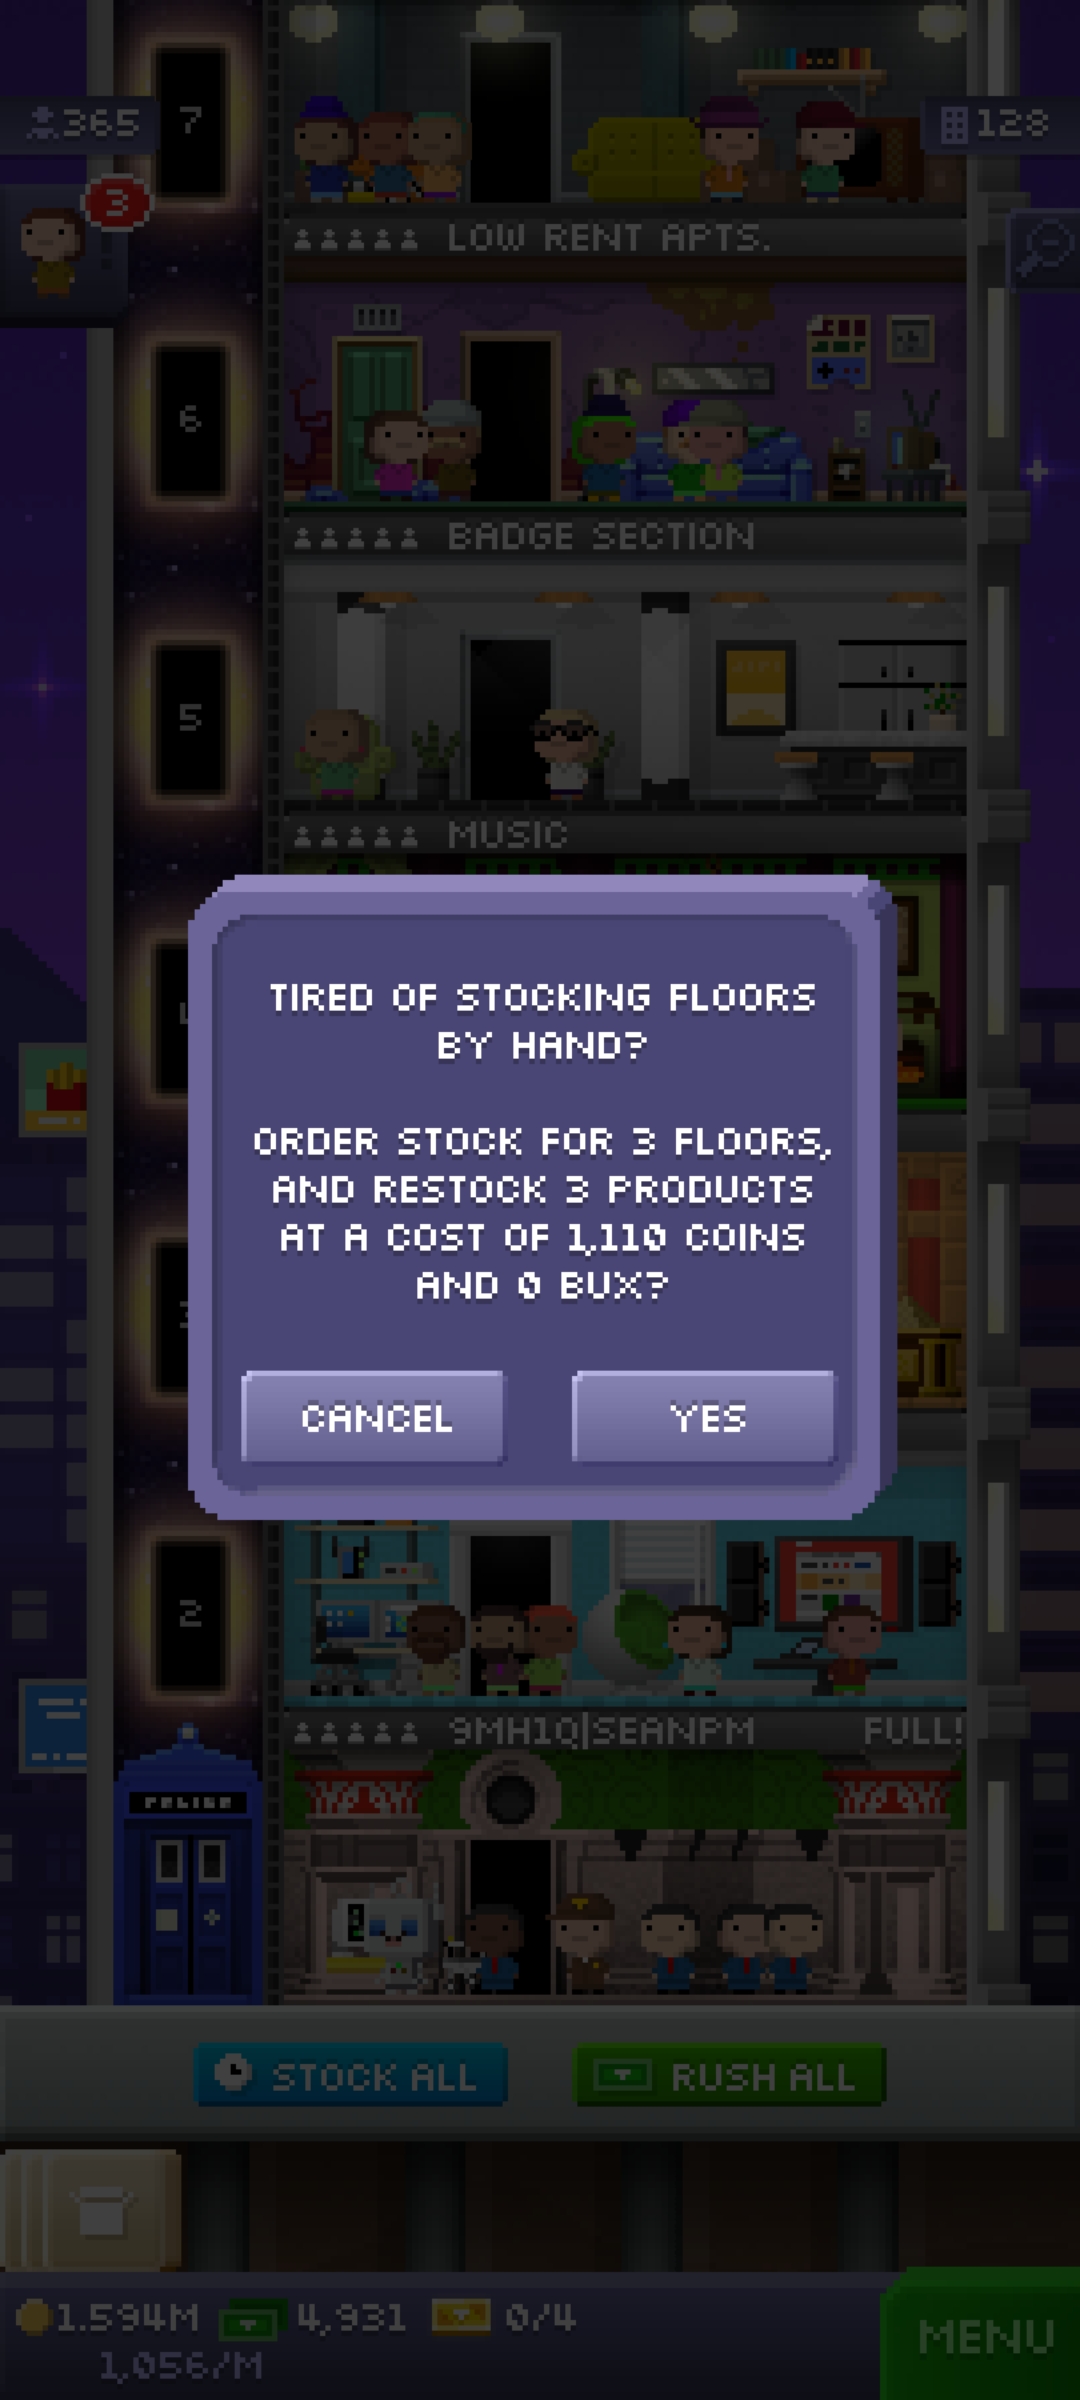 7
365
128
3
LOW RENT APTS.
6
BADGE SECTION
5
MUSIC
TIRED OF STOCKING FLOORS
BY HAND?
ORDER STOCK FOR 3 FLOORS,
AND RESTOCK 3 PRODUCTS
AT A COST OF 1,110 COINS
AND 0 BUX?
CANCEL
YES
2
9MH1Q|SEANPM
FULL!
STOCK ALL
RUSH ALL
1.594M
4,931
0/4
1,056/M
MENU